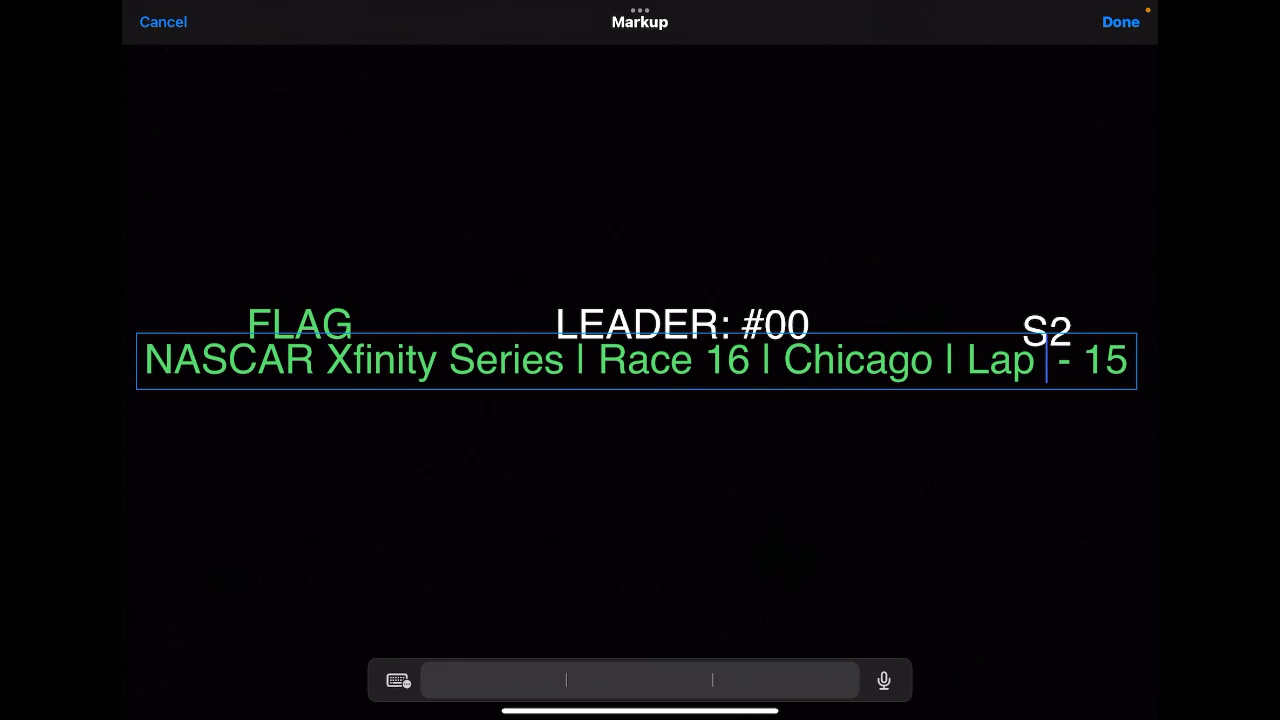 Cancel
Markup
Done
FLAG
LEADER: #00
S2
NASCAR Xfinity Series | Race 16 | Chicago | Lap - 15